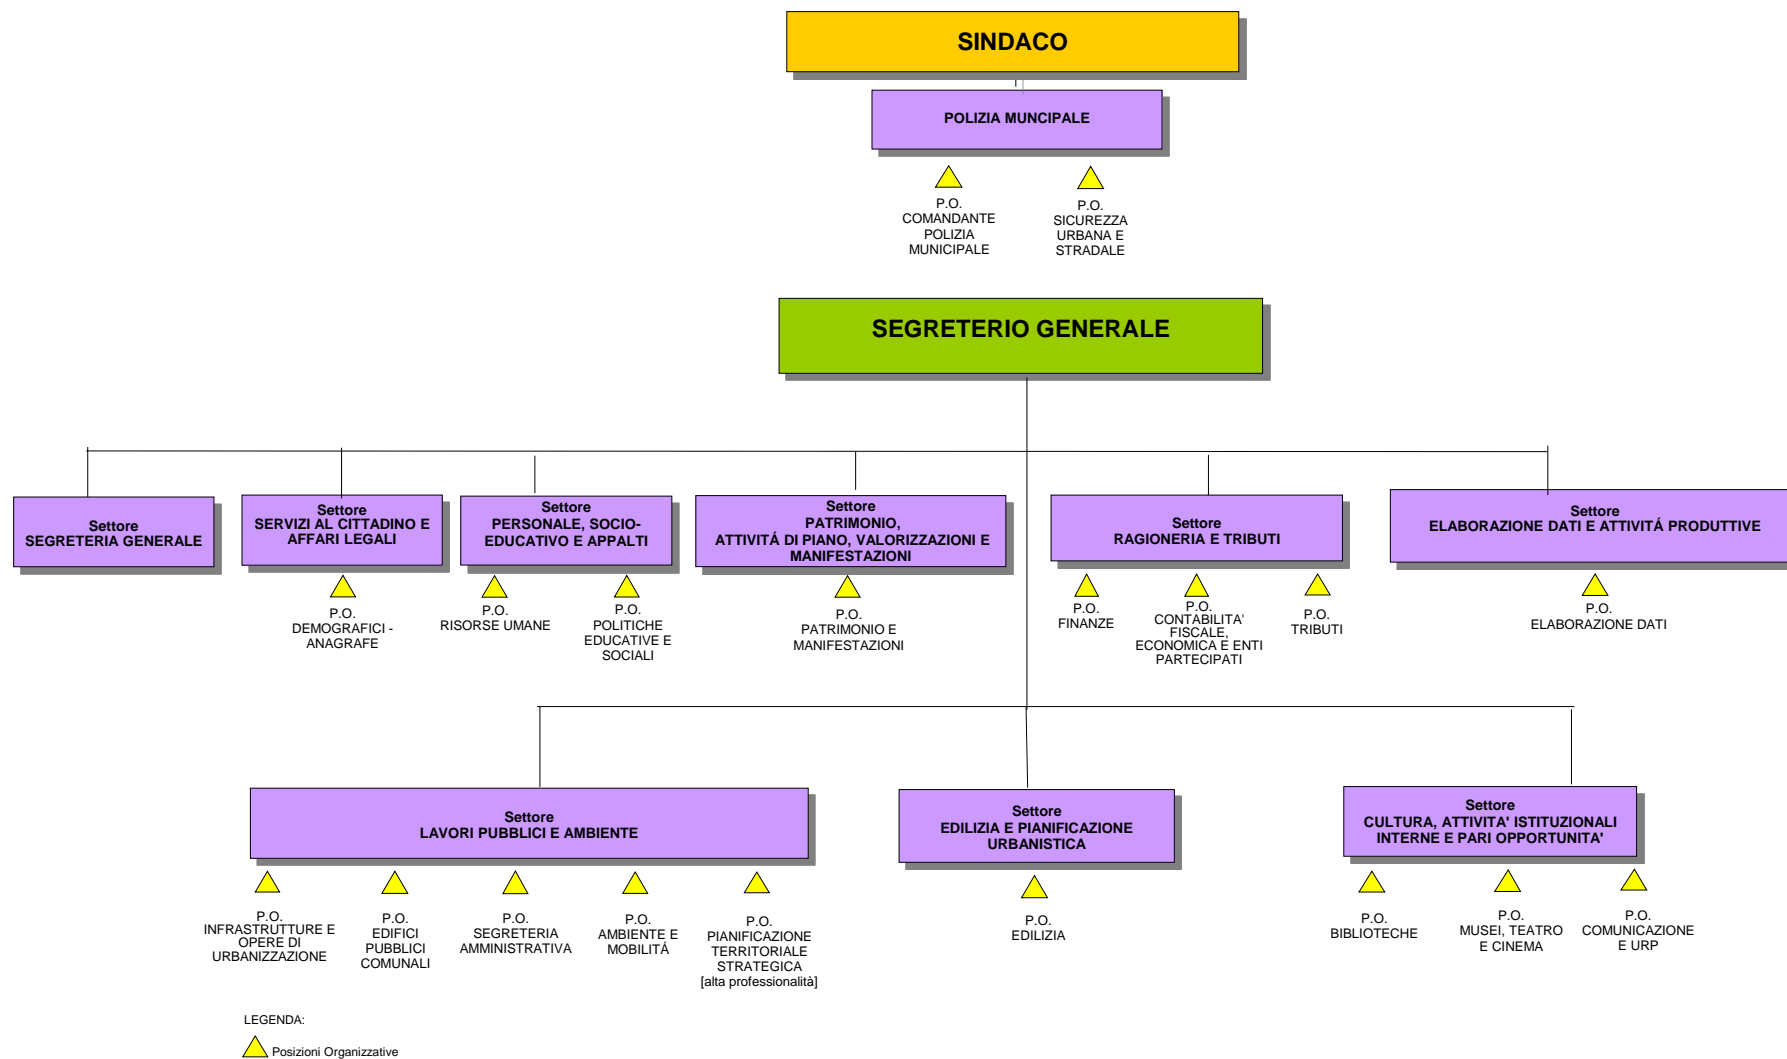 SINDACO
POLIZIA MUNCIPALE
P.O.
COMANDANTE
POLIZIA
MUNICIPALE
P.O.
SICUREZZA
URBANA E
STRADALE
SEGRETERIO GENERALE
Settore
SEGRETERIA GENERALE
Settore
SERVIZI AL CITTADINO E
AFFARI LEGALI
Settore
PERSONALE, SOCIO-
EDUCATIVO E APPALTI
Settore
PATRIMONIO,
ATTIVITÁ DI PIANO, VALORIZZAZIONI E
MANIFESTAZIONI
Settore
RAGIONERIA E TRIBUTI
Settore
ELABORAZIONE DATI E ATTIVITÁ PRODUTTIVE
P.O.
DEMOGRAFICI -
ANAGRAFE
P.O.
RISORSE UMANE
P.O.
POLITICHE
EDUCATIVE E
SOCIALI
P.O.
PATRIMONIO E
MANIFESTAZIONI
P.O.
FINANZE
P.O.
CONTABILITA'
FISCALE,
ECONOMICA E ENTI
PARTECIPATI
P.O.
TRIBUTI
P.O.
ELABORAZIONE DATI
Settore
LAVORI PUBBLICI E AMBIENTE
Settore
EDILIZIA E PIANIFICAZIONE
URBANISTICA
Settore
CULTURA, ATTIVITA' ISTITUZIONALI
INTERNE E PARI OPPORTUNITA'
P.O.
INFRASTRUTTURE E
OPERE DI
URBANIZZAZIONE
P.O.
EDIFICI
PUBBLICI
COMUNALI
P.O.
SEGRETERIA
AMMINISTRATIVA
P.O.
AMBIENTE E
MOBILITÁ
P.O.
PIANIFICAZIONE
TERRITORIALE
STRATEGICA
[alta professionalità]
P.O.
EDILIZIA
P.O.
BIBLIOTECHE
P.O.
MUSEI, TEATRO
E CINEMA
P.O.
COMUNICAZIONE
E URP
LEGENDA:
Posizioni Organizzative